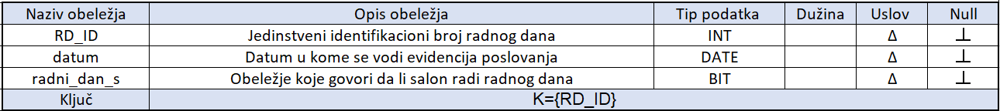 Naziv obeležja Opis obeležja Tip podatka Dužina Uslov Null
RD_ID Jedinstveni identifikacioni broj radnog dana INT Δ ⊥
datum Datum u kome se vodi evidencija poslovanja DATE Δ ⊥
radni_dan_s Obeležje koje govori da li salon radi radnog dana BIT Δ ⊥
Ključ K={RD_ID}